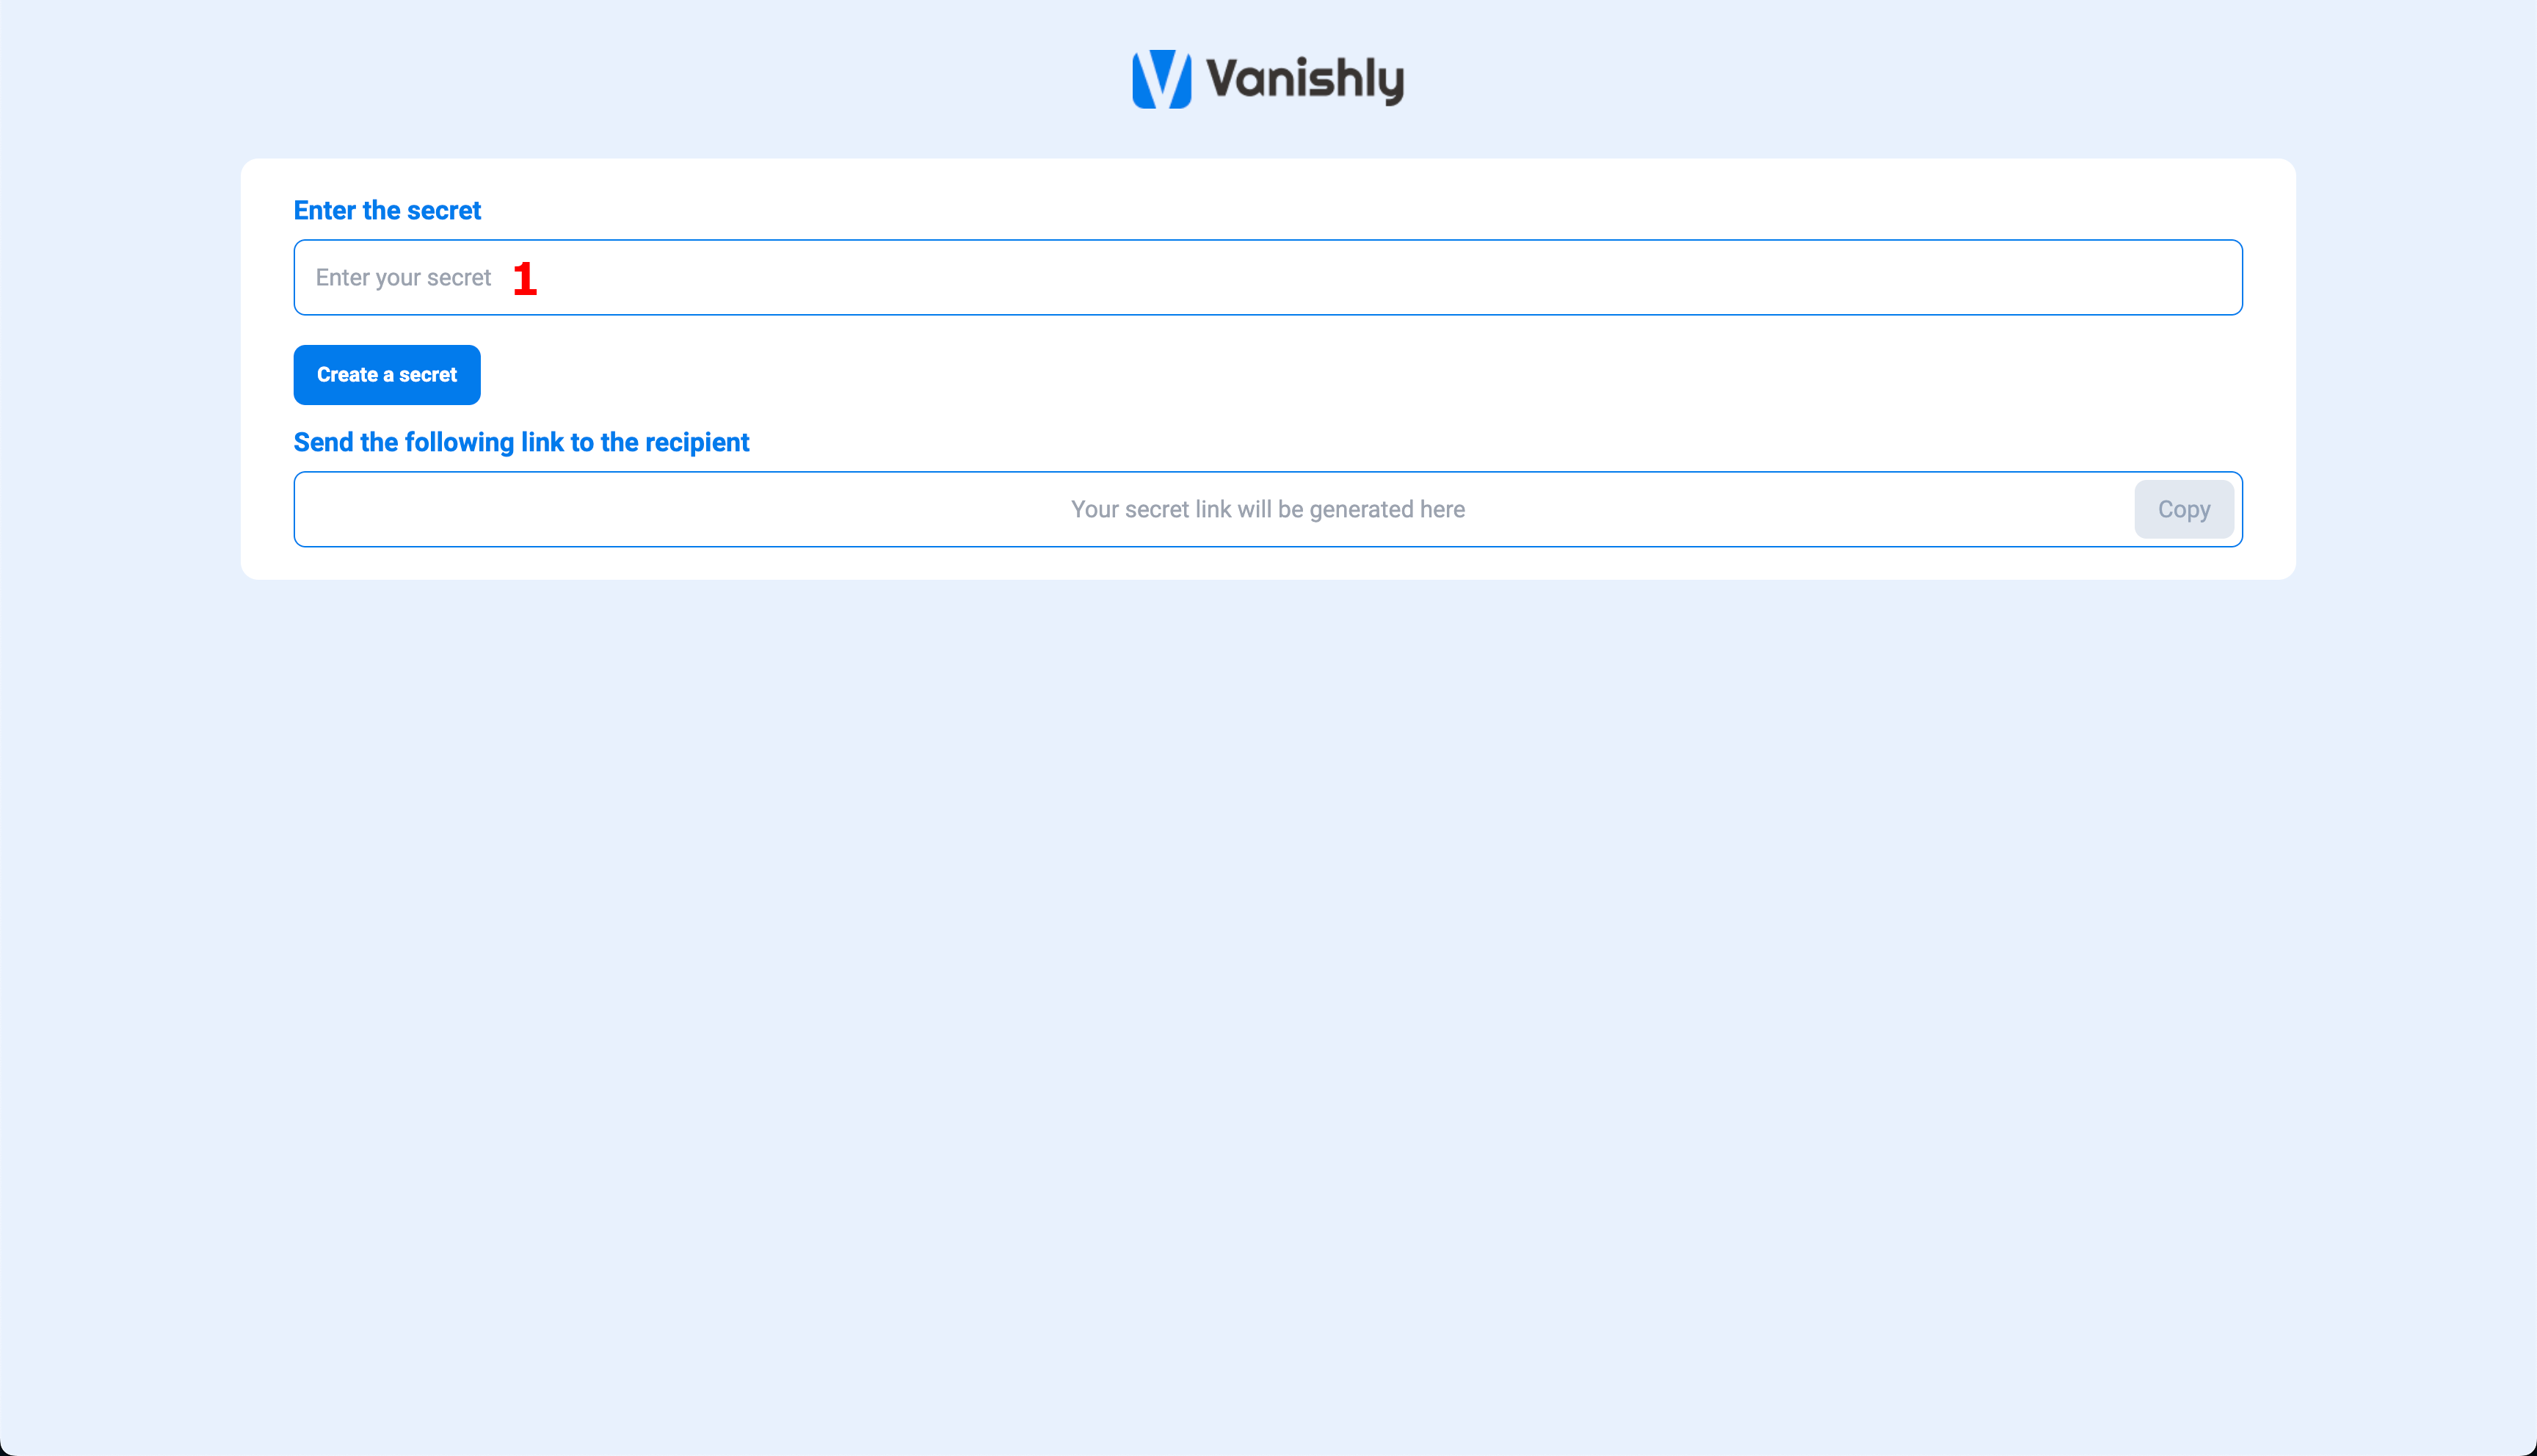 Vanishly
Enter the secret
Enter your secret 1
Create a secret
Send the following link to the recipient
Your secret link will be generated here
Copy